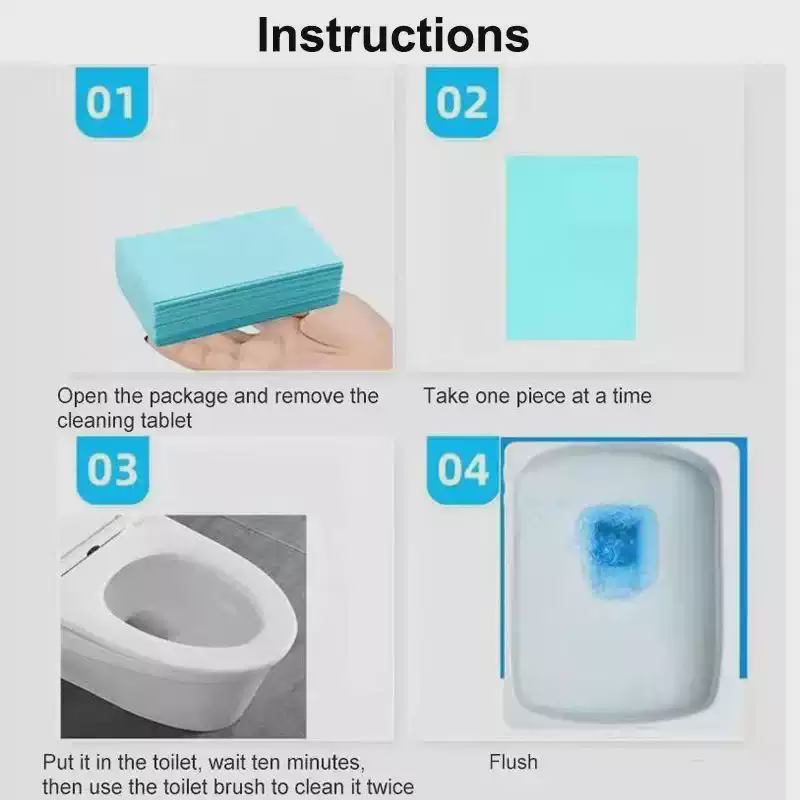 Instructions
01
02
Open the package and remove the
cleaning tablet
Take one piece at a time
03
04
Put it in the toilet, wait ten minutes,
then use the toilet brush to clean it twice
Flush